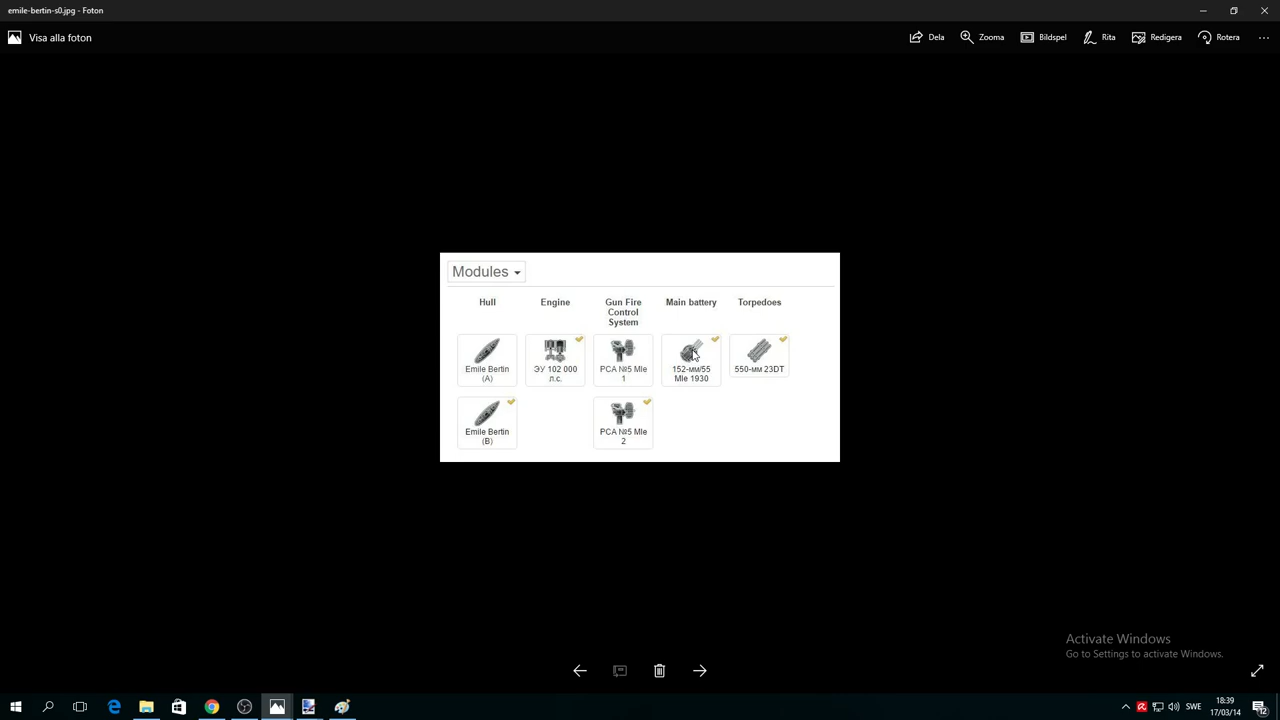 emile-bertin-s0.jpg - Foton
Visa alla foton
Dela
Zooma
Bildspel
Rita
Redigera
Rotera
Modules
Hull
Engine
Gun Fire
Control
System
Main battery
Torpedoes
Emile Bertin
(A)
ЭУ 102 000
л.с.
РСА №5 Mle
1
152-мм/55
Mle 1930
550-мм 23DT
Emile Bertin
(B)
РСА №5 Mle
2
Activate Windows
Go to Settings to activate Windows.
SWE
18:39
17/03/14
12